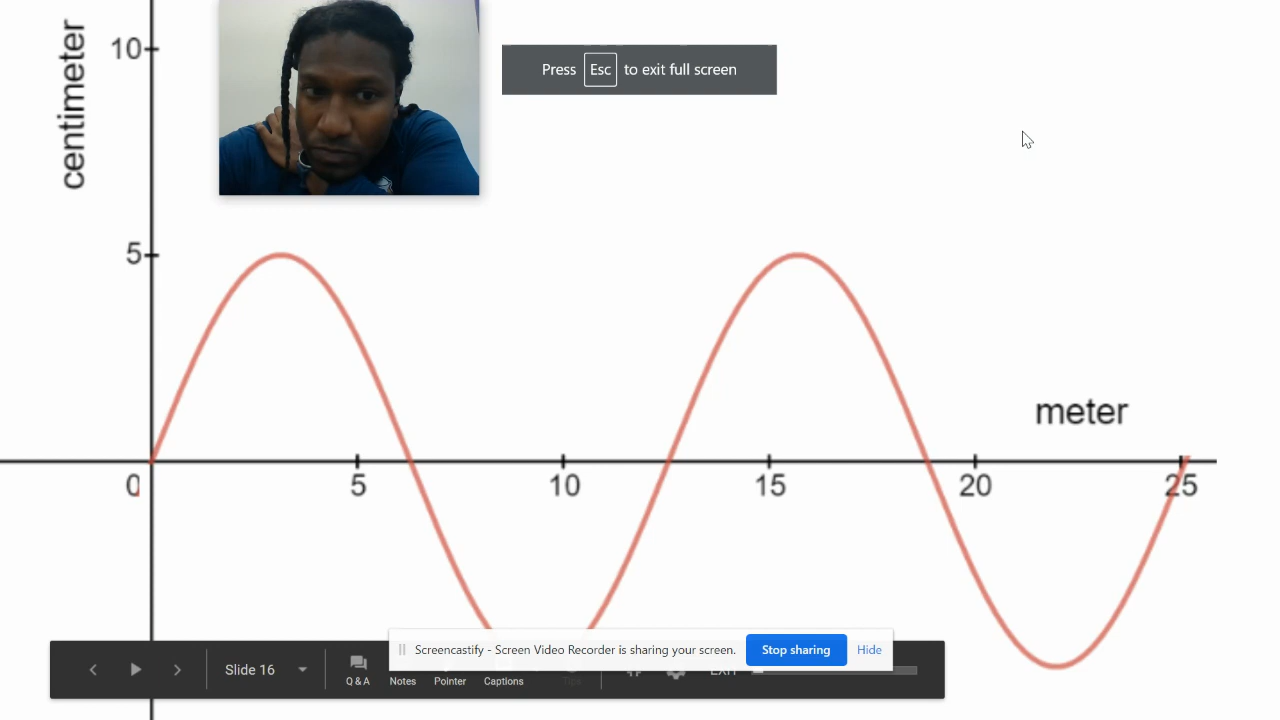 centimeter
10
Press Esc to exit full screen
5
meter
0 5 10 15 20 25
Screencastify - Screen Video Recorder is sharing your screen. Stop sharing Hide
Slide 16
EXIT
Q & A Notes Pointer Captions